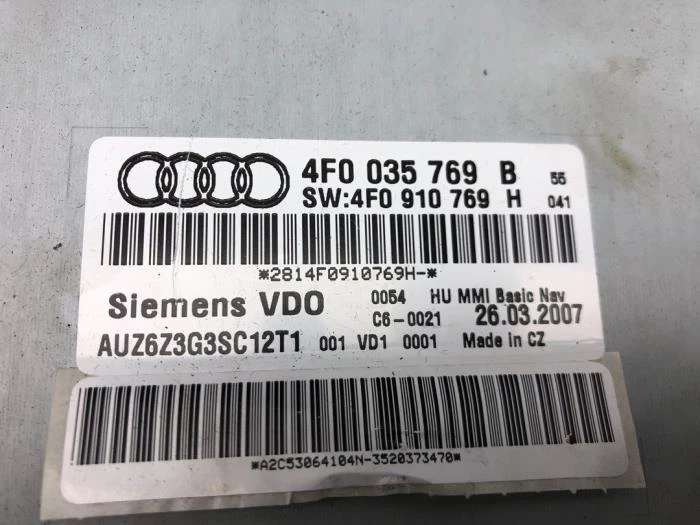 4F0 035 769 B 55
SW:4F0 910 769 H 041
*2814F0910769H-*
Siemens VDO 0054 HU MMI Basic Nav
C6-0021 26.03.2007
AUZ6Z3G3SC12T1 001 VD1 0001 Made in CZ
*A2C53064104N-3520373470*